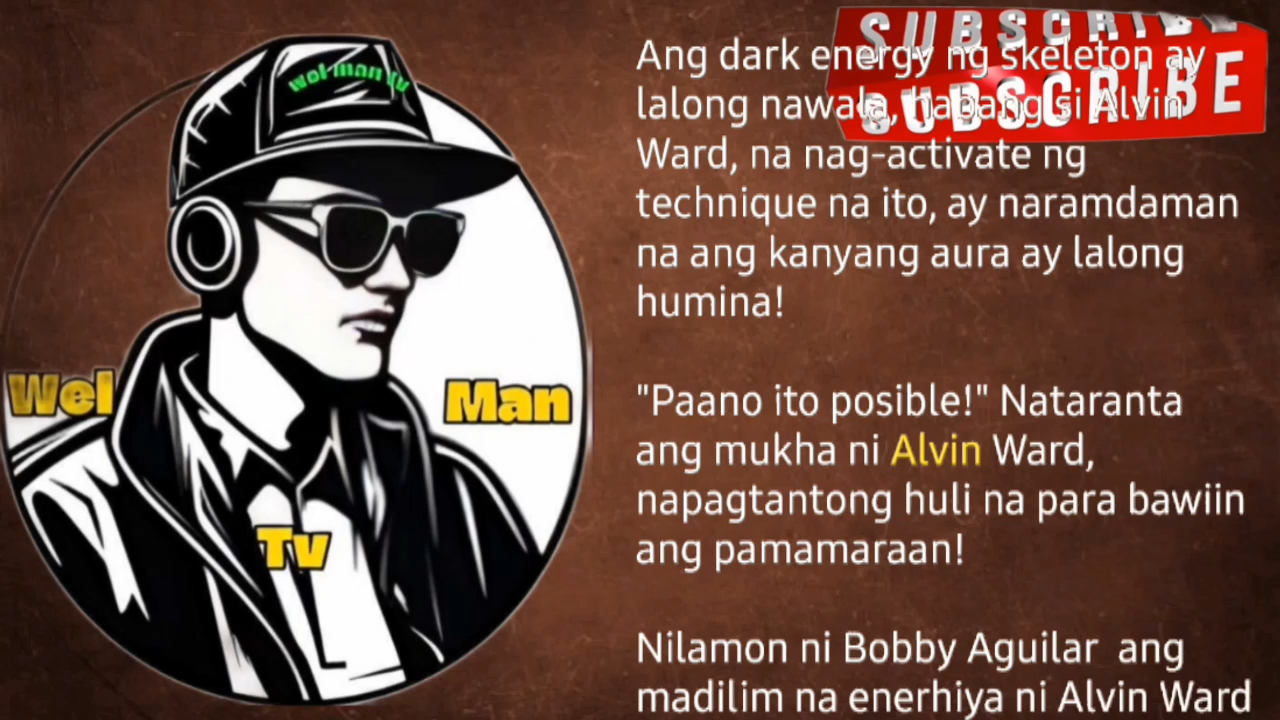 wel man tv
Wel
Man
Tv
SUBSCRIBE
SUBSCRIBE
Ang dark energy ng skeleton ay
lalong nawala, habang si Alvin
Ward, na nag-activate ng
technique na ito, ay naramdaman
na ang kanyang aura ay lalong
humina!
"Paano ito posible!" Nataranta
ang mukha ni Alvin Ward,
napagtantong huli na para bawiin
ang pamamaraan!
Nilamon ni Bobby Aguilar ang
madilim na enerhiya ni Alvin Ward